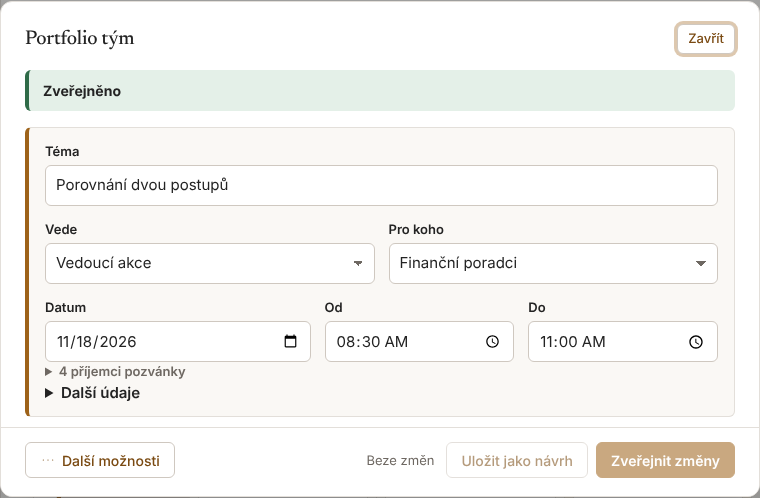 Portfolio tým
Zavřít
Zveřejněno
Téma
Porovnání dvou postupů
Vede
Pro koho
Vedoucí akce
Finanční poradci
Datum
Od
Do
11/18/2026
08:30 AM
11:00 AM
4 příjemci pozvánky
Další údaje
··· Další možnosti
Beze změn
Uložit jako návrh
Zveřejnit změny